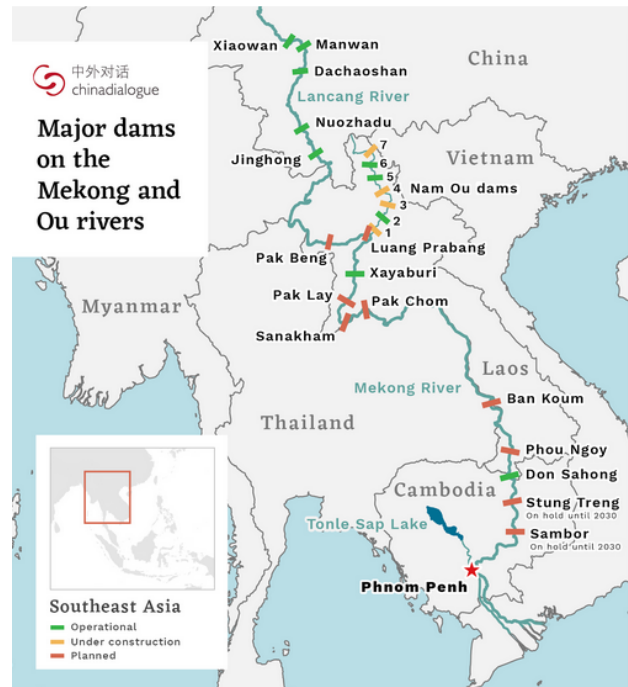 中外对话
chinadialogue
Major dams
on the
Mekong and
Ou rivers
Xiaowan
Manwan
China
Dachaoshan
Lancang River
Nuozhadu
Jinghong
7
6
5
4
3
2
1
Vietnam
Nam Ou dams
Luang Prabang
Pak Beng
Xayaburi
Myanmar
Pak Lay
Pak Chom
Sanakham
Laos
Mekong River
Ban Koum
Thailand
Phou Ngoy
Don Sahong
Cambodia
Stung Treng
On hold until 2030
Tonle Sap Lake
Sambor
On hold until 2030
Phnom Penh
Southeast Asia
Operational
Under construction
Planned